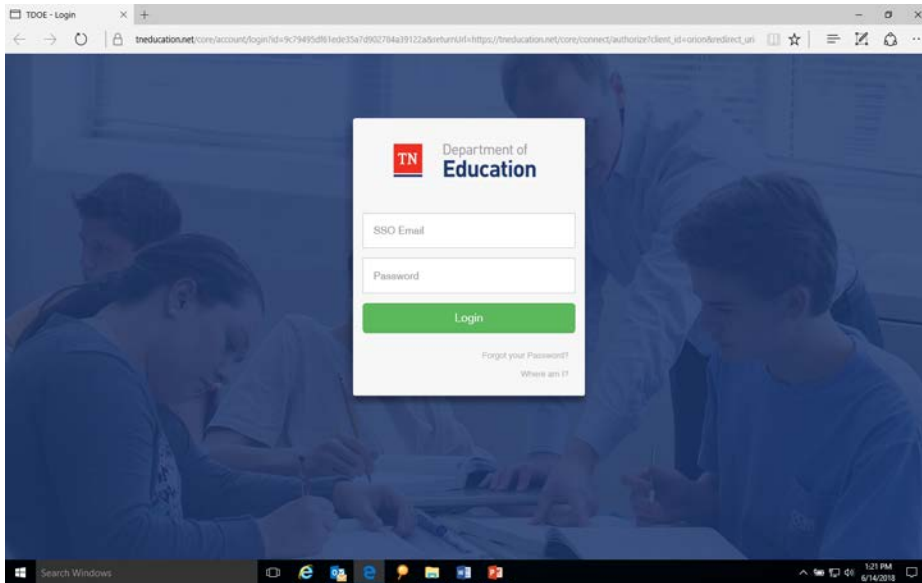 TDOE - Login
tneducation.net/core/account/login?id=9c79495df61ede35a7d902784a39122a&returnUrl=https://tneducation.net/core/connect/authorize?client_id=orion&redirect_uri
TN
Department of
Education
SSO Email
Password
Login
Forgot your Password?
Where am I?
Search Windows
1:21 PM
6/14/2018